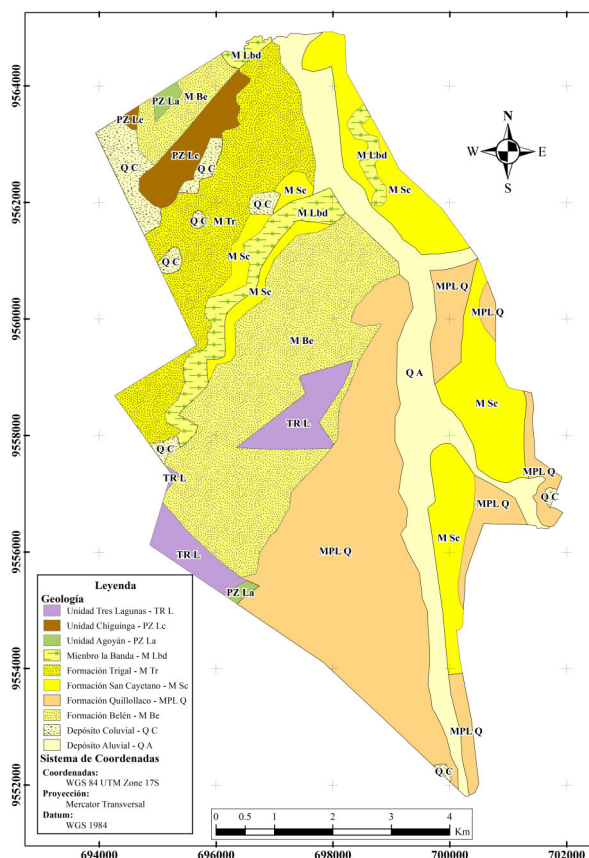 M Lbd
M Be
PZ La
PZ Lc
PZ Lc
Q C
Q C
M Lbd
M Sc
N
W
E
S
M Sc
Q C
M Lbd
M Tr.
Q C
M Sc
Q C
M Sc
MPL Q
MPL Q
M Be
Q A
M Sc
TR L
Q C
TR L
MPL Q
Q C
MPL Q
M Sc
MPL Q
TR L
PZ La
MPL Q
Q C
9564000
9562000
9560000
9558000
9556000
9554000
9552000
Leyenda
Geología
Unidad Tres Lagunas - TR L
Unidad Chiguinga - PZ Lc
Unidad Agoyán - PZ La
Mienbro la Banda - M Lbd
Formación Trigal - M Tr
Formación San Cayetano - M Sc
Formación Quillollaco - MPL Q
Formación Belén - M Be
Depósito Coluvial - Q C
Depósito Aluvial - Q A
Sistema de Coordenadas
Coordenadas:
WGS 84 UTM Zone 17S
Proyección:
Mercator Transversal
Datum:
WGS 1984
0 0.5 1 2 3 4
Km
694000 696000 698000 700000 702000